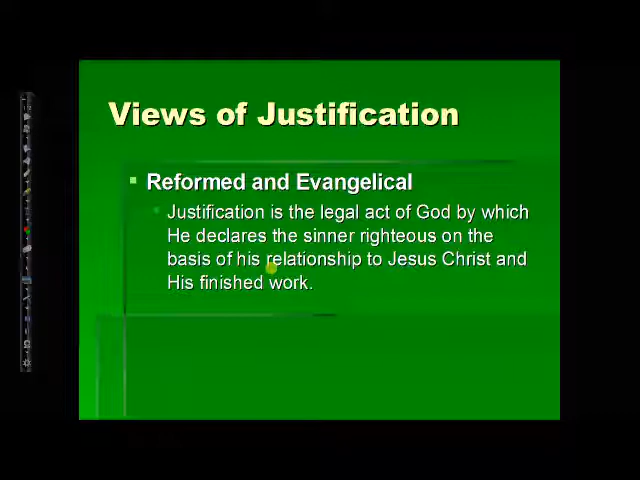 Views of Justification
Reformed and Evangelical
Justification is the legal act of God by which
He declares the sinner righteous on the
basis of his relationship to Jesus Christ and
His finished work.